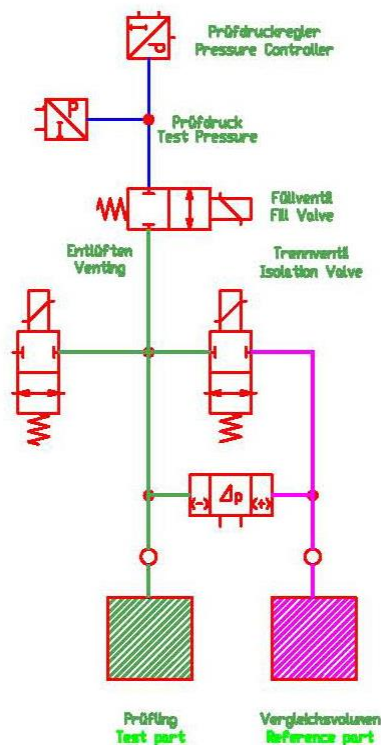 Prüfdruckregler
Pressure Controller
P
P
Prüfdruck
Test Pressure
Füllventil
Fill Valve
Entlüften
Venting
Trennventil
Isolation Valve
(-) Δp (+)
Prüfling
Test part
Vergleichsvolumen
Reference part